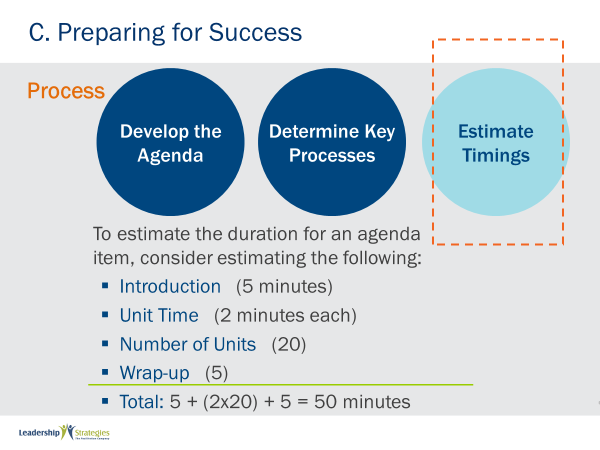 C. Preparing for Success
Process
Develop the
Agenda
Determine Key
Processes
Estimate
Timings
To estimate the duration for an agenda
item, consider estimating the following:
▪ Introduction (5 minutes)
▪ Unit Time (2 minutes each)
▪ Number of Units (20)
▪ Wrap-up (5)
▪ Total: 5 + (2x20) + 5 = 50 minutes
Leadership Strategies
The Facilitation Company